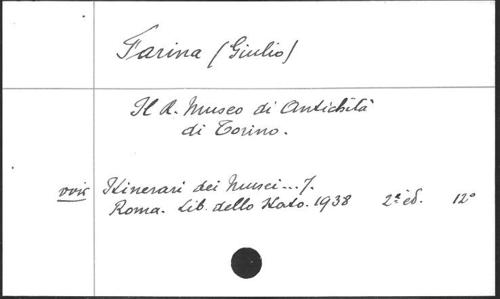 Farina (Giulio)
Il R. Museo di Antichità
di Torino.
voir Itinerari dei Musei...7.
Roma. Lib. dello Stato. 1938 2ª éd. 12º